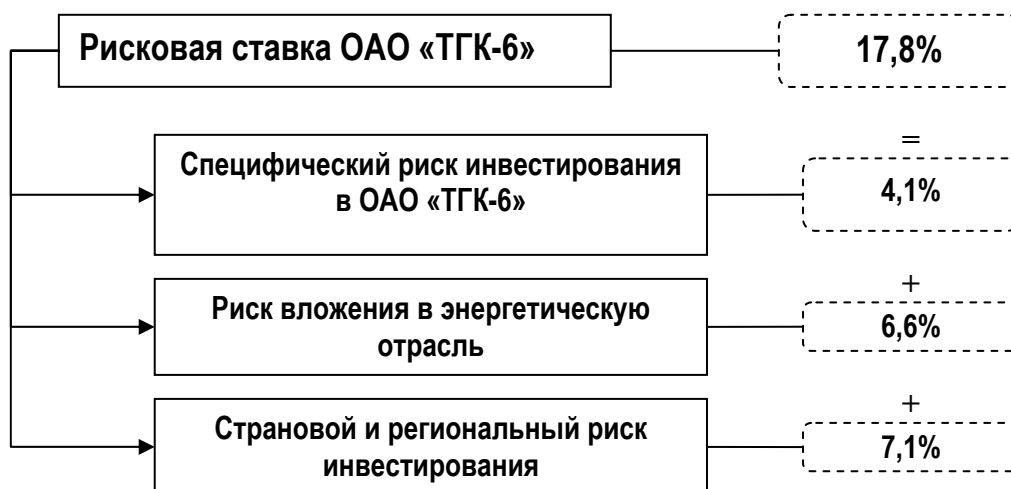 Рисковая ставка ОАО «ТГК-6»
17,8%
=
Специфический риск инвестирования
в ОАО «ТГК-6»
4,1%
+
Риск вложения в энергетическую
отрасль
6,6%
+
Страновой и региональный риск
инвестирования
7,1%